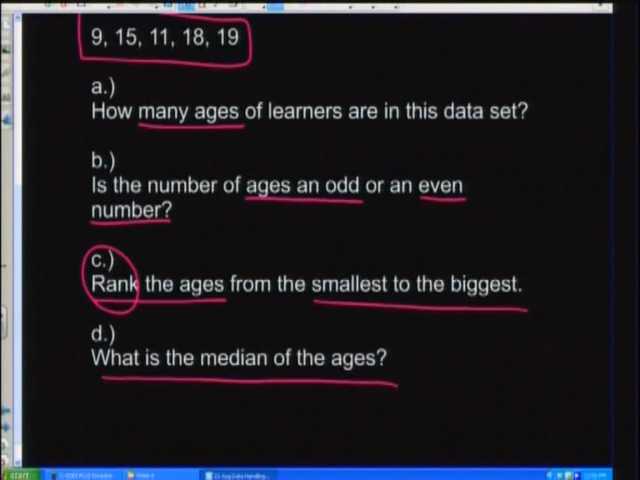 9, 15, 11, 18, 19
a.)
How many ages of learners are in this data set?
b.)
Is the number of ages an odd or an even
number?
c.)
Rank the ages from the smallest to the biggest.
d.)
What is the median of the ages?
start